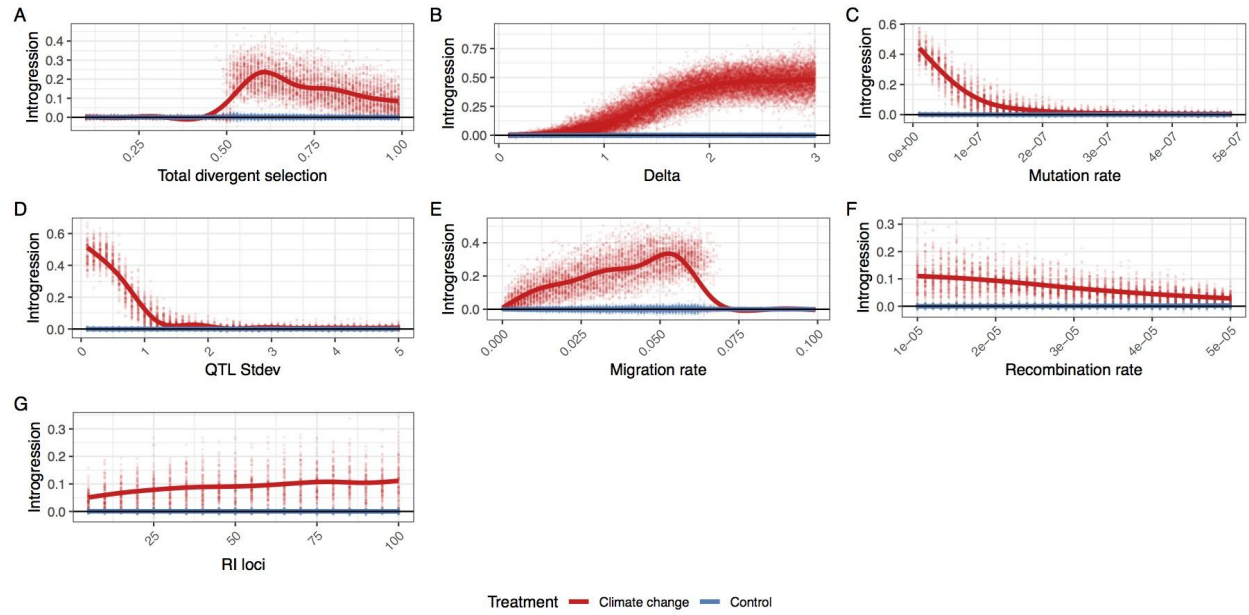 A
Introgression
0.4
0.3
0.2
0.1
0.0
0.25
0.50
0.75
1.00
Total divergent selection
B
Introgression
0.75
0.50
0.25
0.00
0
1
2
3
Delta
C
Introgression
0.6
0.4
0.2
0.0
0e+00
1e-07
2e-07
3e-07
4e-07
5e-07
Mutation rate
D
Introgression
0.6
0.4
0.2
0.0
0
1
2
3
4
5
QTL Stdev
E
Introgression
0.4
0.2
0.0
0.000
0.025
0.050
0.075
0.100
Migration rate
F
Introgression
0.3
0.2
0.1
0.0
1e-05
2e-05
3e-05
4e-05
5e-05
Recombination rate
G
Introgression
0.3
0.2
0.1
0.0
25
50
75
100
RI loci
Treatment Climate change Control